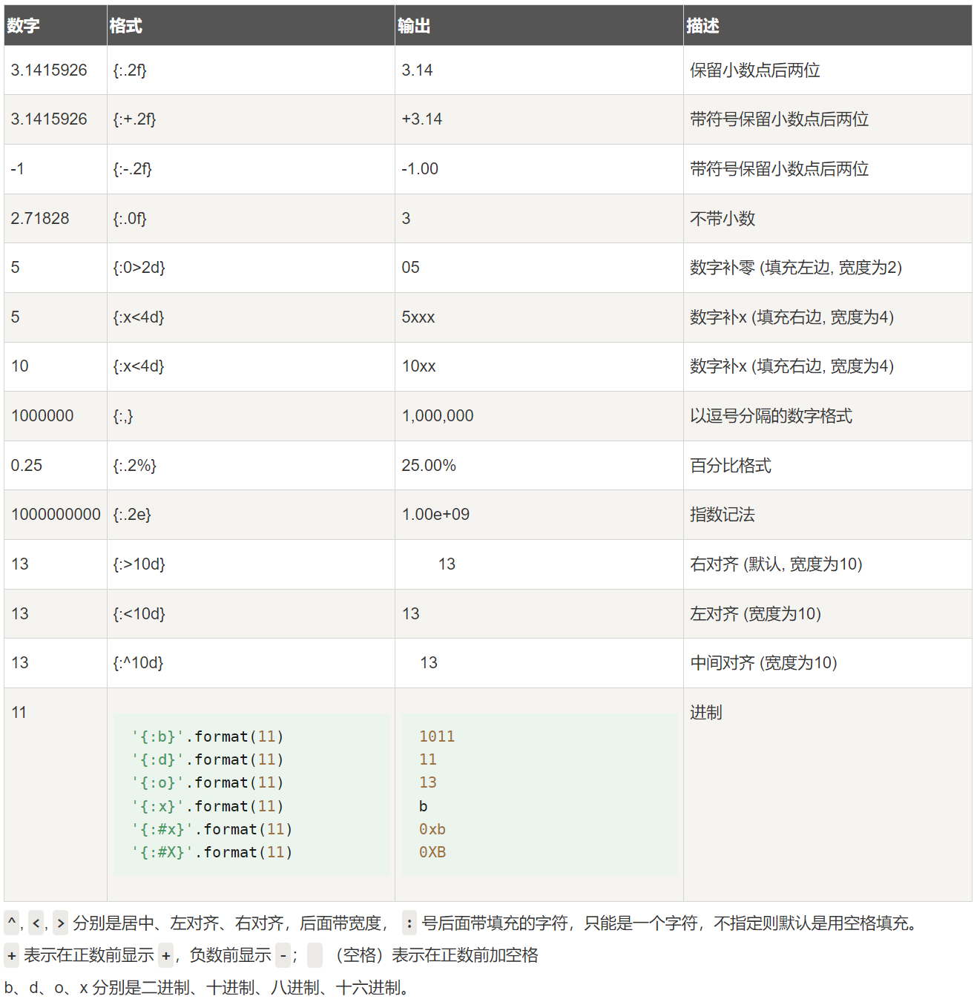 数字 格式 输出 描述
3.1415926 {:.2f} 3.14 保留小数点后两位
3.1415926 {:+.2f} +3.14 带符号保留小数点后两位
-1 {:-.2f} -1.00 带符号保留小数点后两位
2.71828 {:.0f} 3 不带小数
5 {:0>2d} 05 数字补零 (填充左边, 宽度为2)
5 {:x<4d} 5xxx 数字补x (填充右边, 宽度为4)
10 {:x<4d} 10xx 数字补x (填充右边, 宽度为4)
1000000 {:,} 1,000,000 以逗号分隔的数字格式
0.25 {:.2%} 25.00% 百分比格式
1000000000 {:.2e} 1.00e+09 指数记法
13 {:>10d} 13 右对齐 (默认, 宽度为10)
13 {:<10d} 13 左对齐 (宽度为10)
13 {:^10d} 13 中间对齐 (宽度为10)
11 进制
'{:b}'.format(11) 1011
'{:d}'.format(11) 11
'{:o}'.format(11) 13
'{:x}'.format(11) b
'{:#x}'.format(11) 0xb
'{:#X}'.format(11) 0XB
^, <, > 分别是居中、左对齐、右对齐，后面带宽度， : 号后面带填充的字符，只能是一个字符，不指定则默认是用空格填充。
+ 表示在正数前显示 +，负数前显示 -；  （空格）表示在正数前加空格
b、d、o、x 分别是二进制、十进制、八进制、十六进制。